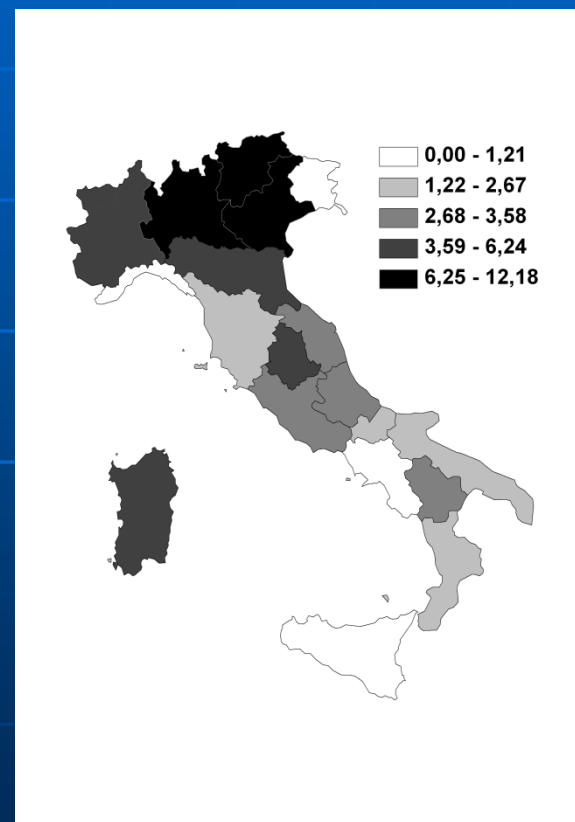 0,00 - 1,21
1,22 - 2,67
2,68 - 3,58
3,59 - 6,24
6,25 - 12,18